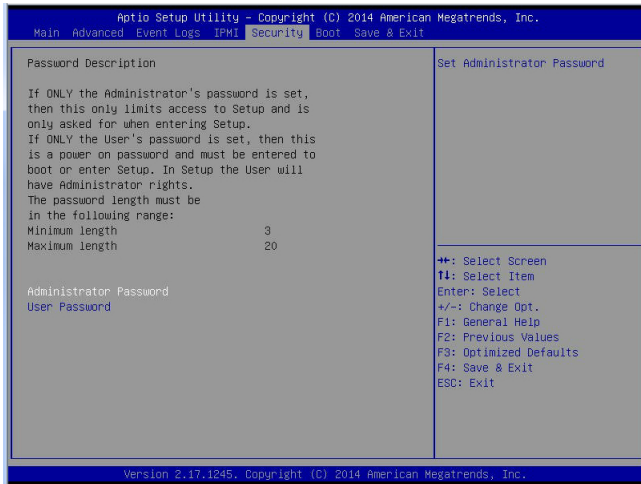 Aptio Setup Utility – Copyright (C) 2014 American Megatrends, Inc.
Main Advanced Event Logs IPMI Security Boot Save & Exit
Password Description
If ONLY the Administrator's password is set,
then this only limits access to Setup and is
only asked for when entering Setup.
If ONLY the User's password is set, then this
is a power on password and must be entered to
boot or enter Setup. In Setup the User will
have Administrator rights.
The password length must be
in the following range:
Minimum length 3
Maximum length 20
Administrator Password
User Password
Set Administrator Password
→←: Select Screen
↑↓: Select Item
Enter: Select
+/-: Change Opt.
F1: General Help
F2: Previous Values
F3: Optimized Defaults
F4: Save & Exit
ESC: Exit
Version 2.17.1245. Copyright (C) 2014 American Megatrends, Inc.